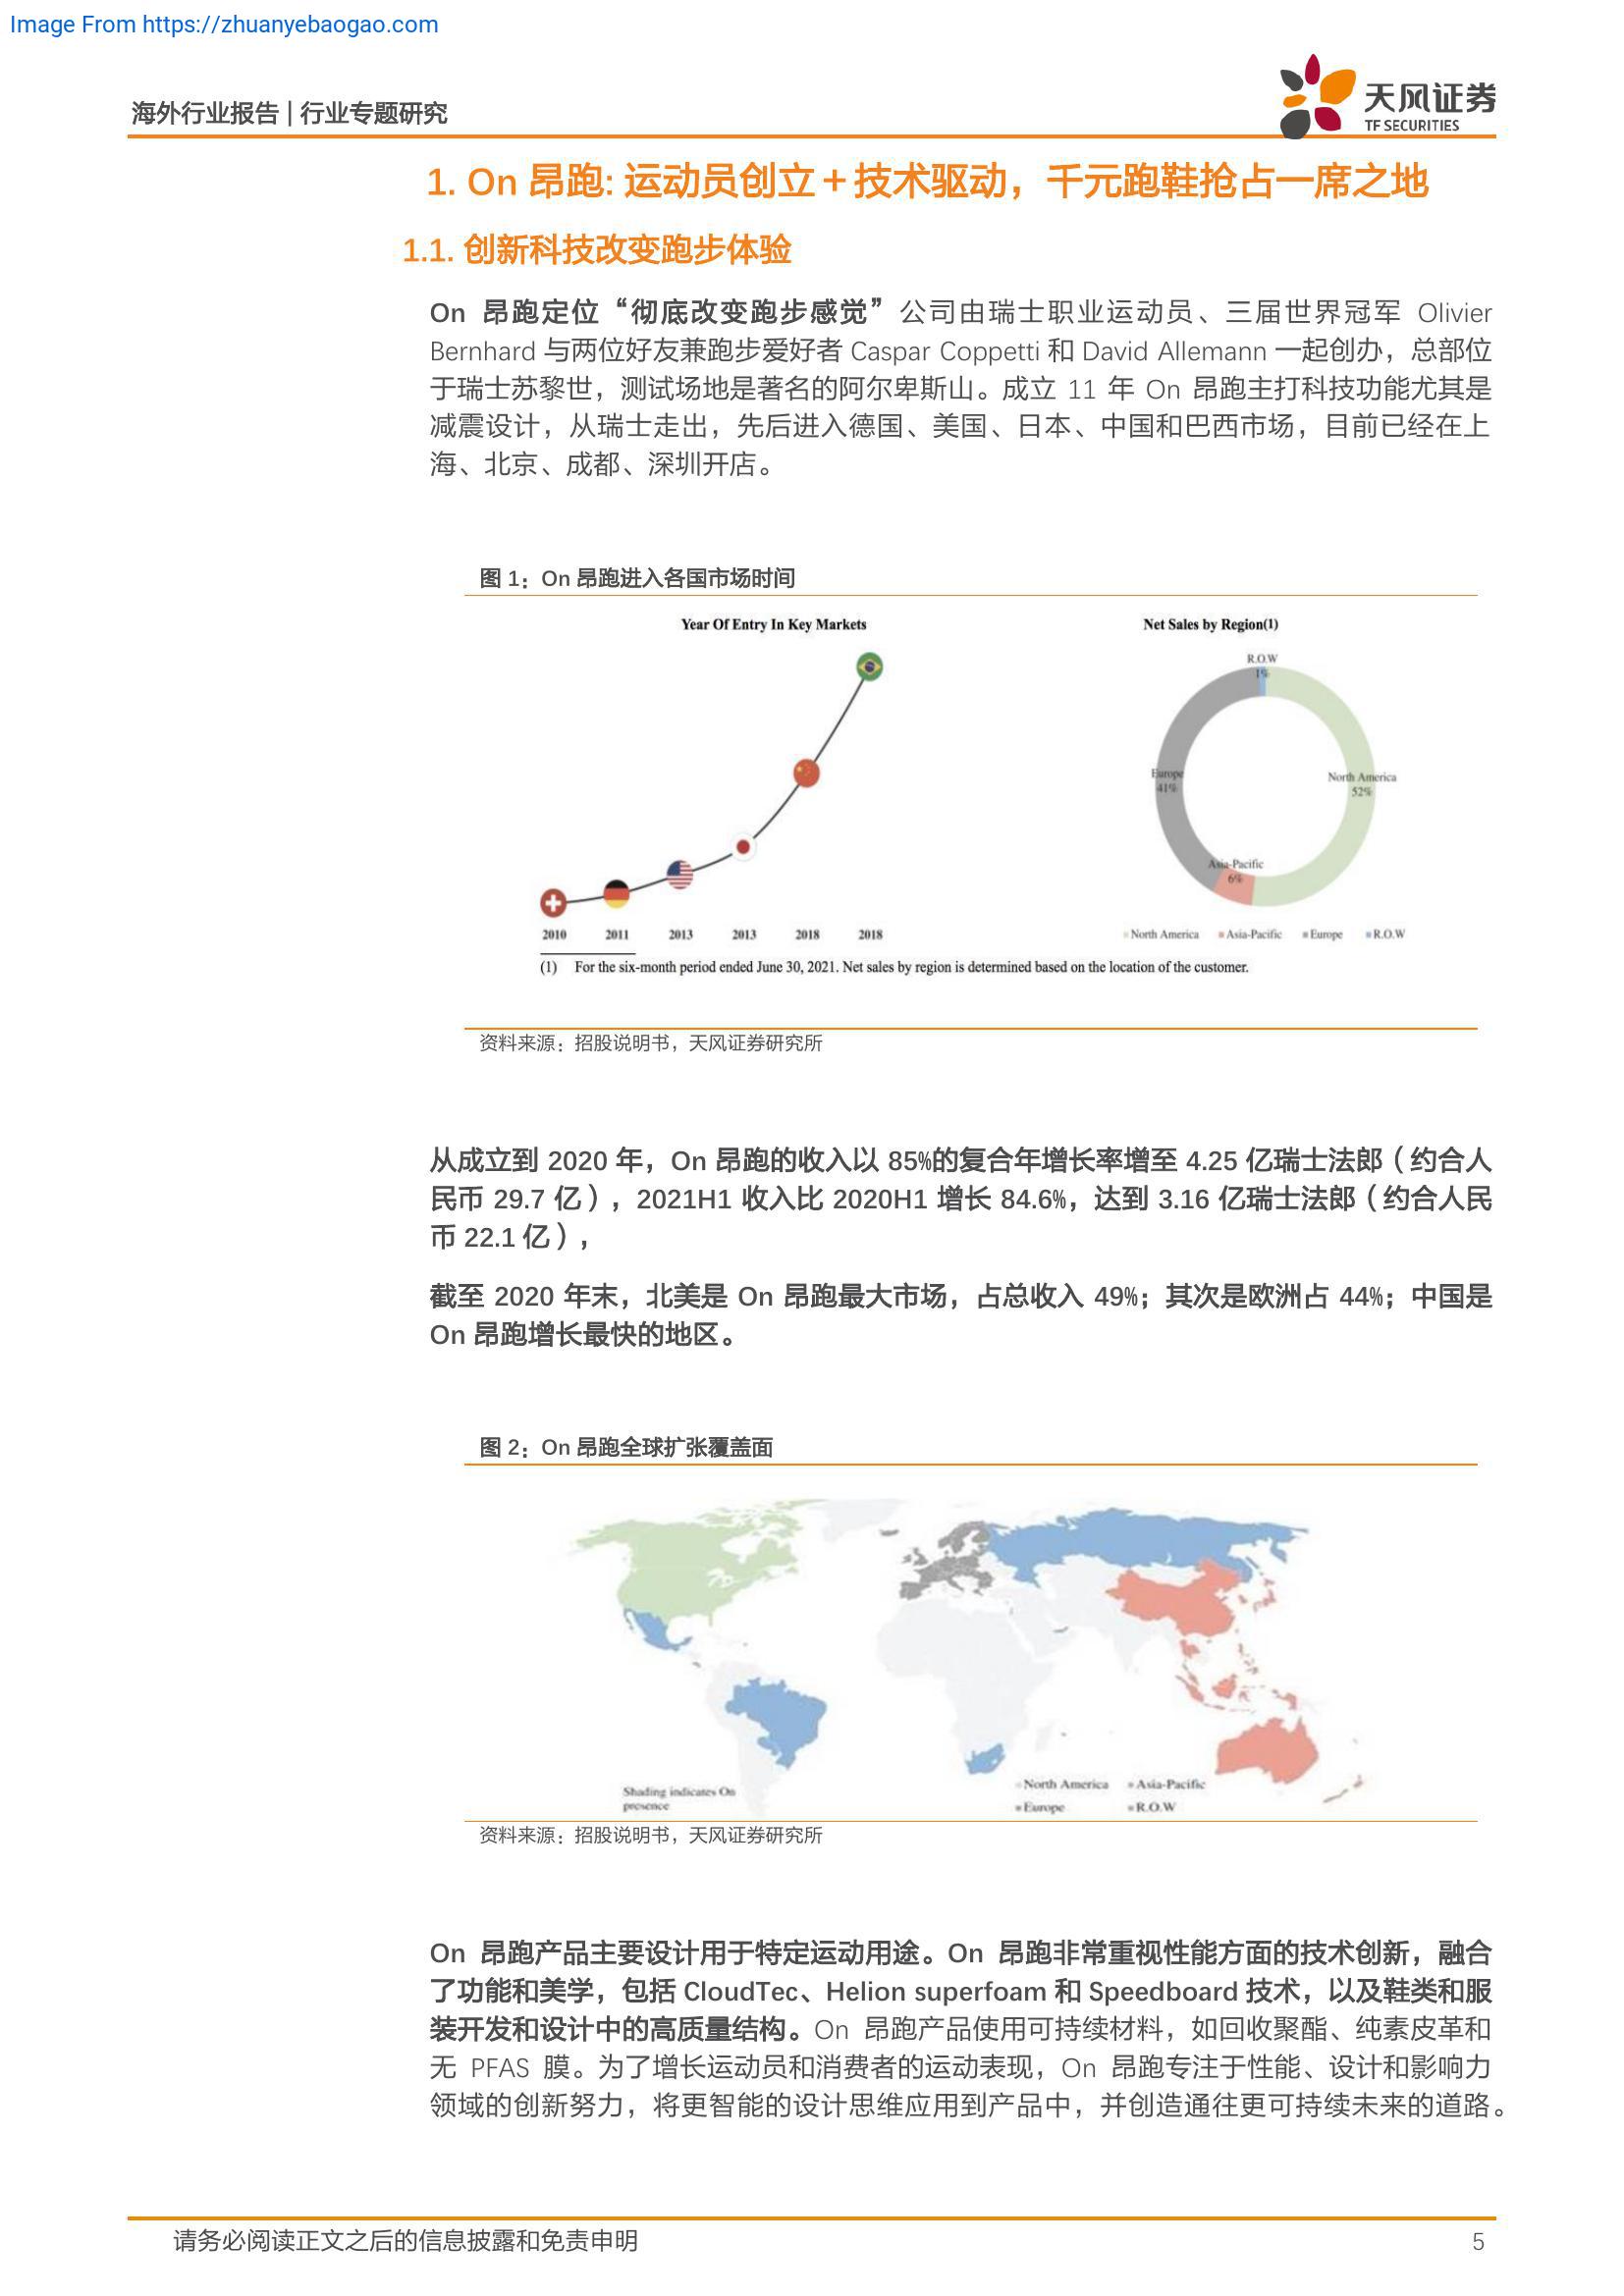 Image From https://zhuanyebaogao.com
海外行业报告 | 行业专题研究
天风证券
TF SECURITIES
1. On 昂跑: 运动员创立+技术驱动，千元跑鞋抢占一席之地
1.1. 创新科技改变跑步体验
On 昂跑定位“彻底改变跑步感觉”公司由瑞士职业运动员、三届世界冠军 Olivier
Bernhard 与两位好友兼跑步爱好者 Caspar Coppetti 和 David Allemann 一起创办，总部位
于瑞士苏黎世，测试场地是著名的阿尔卑斯山。成立 11 年 On 昂跑主打科技功能尤其是
减震设计，从瑞士走出，先后进入德国、美国、日本、中国和巴西市场，目前已经在上
海、北京、成都、深圳开店。
图 1：On 昂跑进入各国市场时间
Year Of Entry In Key Markets
2010 2011 2013 2013 2018 2018
Net Sales by Region(1)
R.O.W
1%
Europe
41%
North America
52%
Asia-Pacific
6%
North America Asia-Pacific Europe R.O.W
(1) For the six-month period ended June 30, 2021. Net sales by region is determined based on the location of the customer.
资料来源：招股说明书，天风证券研究所
从成立到 2020 年，On 昂跑的收入以 85%的复合年增长率增至 4.25 亿瑞士法郎（约合人
民币 29.7 亿），2021H1 收入比 2020H1 增长 84.6%，达到 3.16 亿瑞士法郎（约合人民
币 22.1 亿），
截至 2020 年末，北美是 On 昂跑最大市场，占总收入 49%；其次是欧洲占 44%；中国是
On 昂跑增长最快的地区。
图 2：On 昂跑全球扩张覆盖面
Shading indicates On
presence
North America Asia-Pacific
Europe R.O.W
资料来源：招股说明书，天风证券研究所
On 昂跑产品主要设计用于特定运动用途。On 昂跑非常重视性能方面的技术创新，融合
了功能和美学，包括 CloudTec、Helion superfoam 和 Speedboard 技术，以及鞋类和服
装开发和设计中的高质量结构。On 昂跑产品使用可持续材料，如回收聚酯、纯素皮革和
无 PFAS 膜。为了增长运动员和消费者的运动表现，On 昂跑专注于性能、设计和影响力
领域的创新努力，将更智能的设计思维应用到产品中，并创造通往更可持续未来的道路。
请务必阅读正文之后的信息披露和免责申明
5